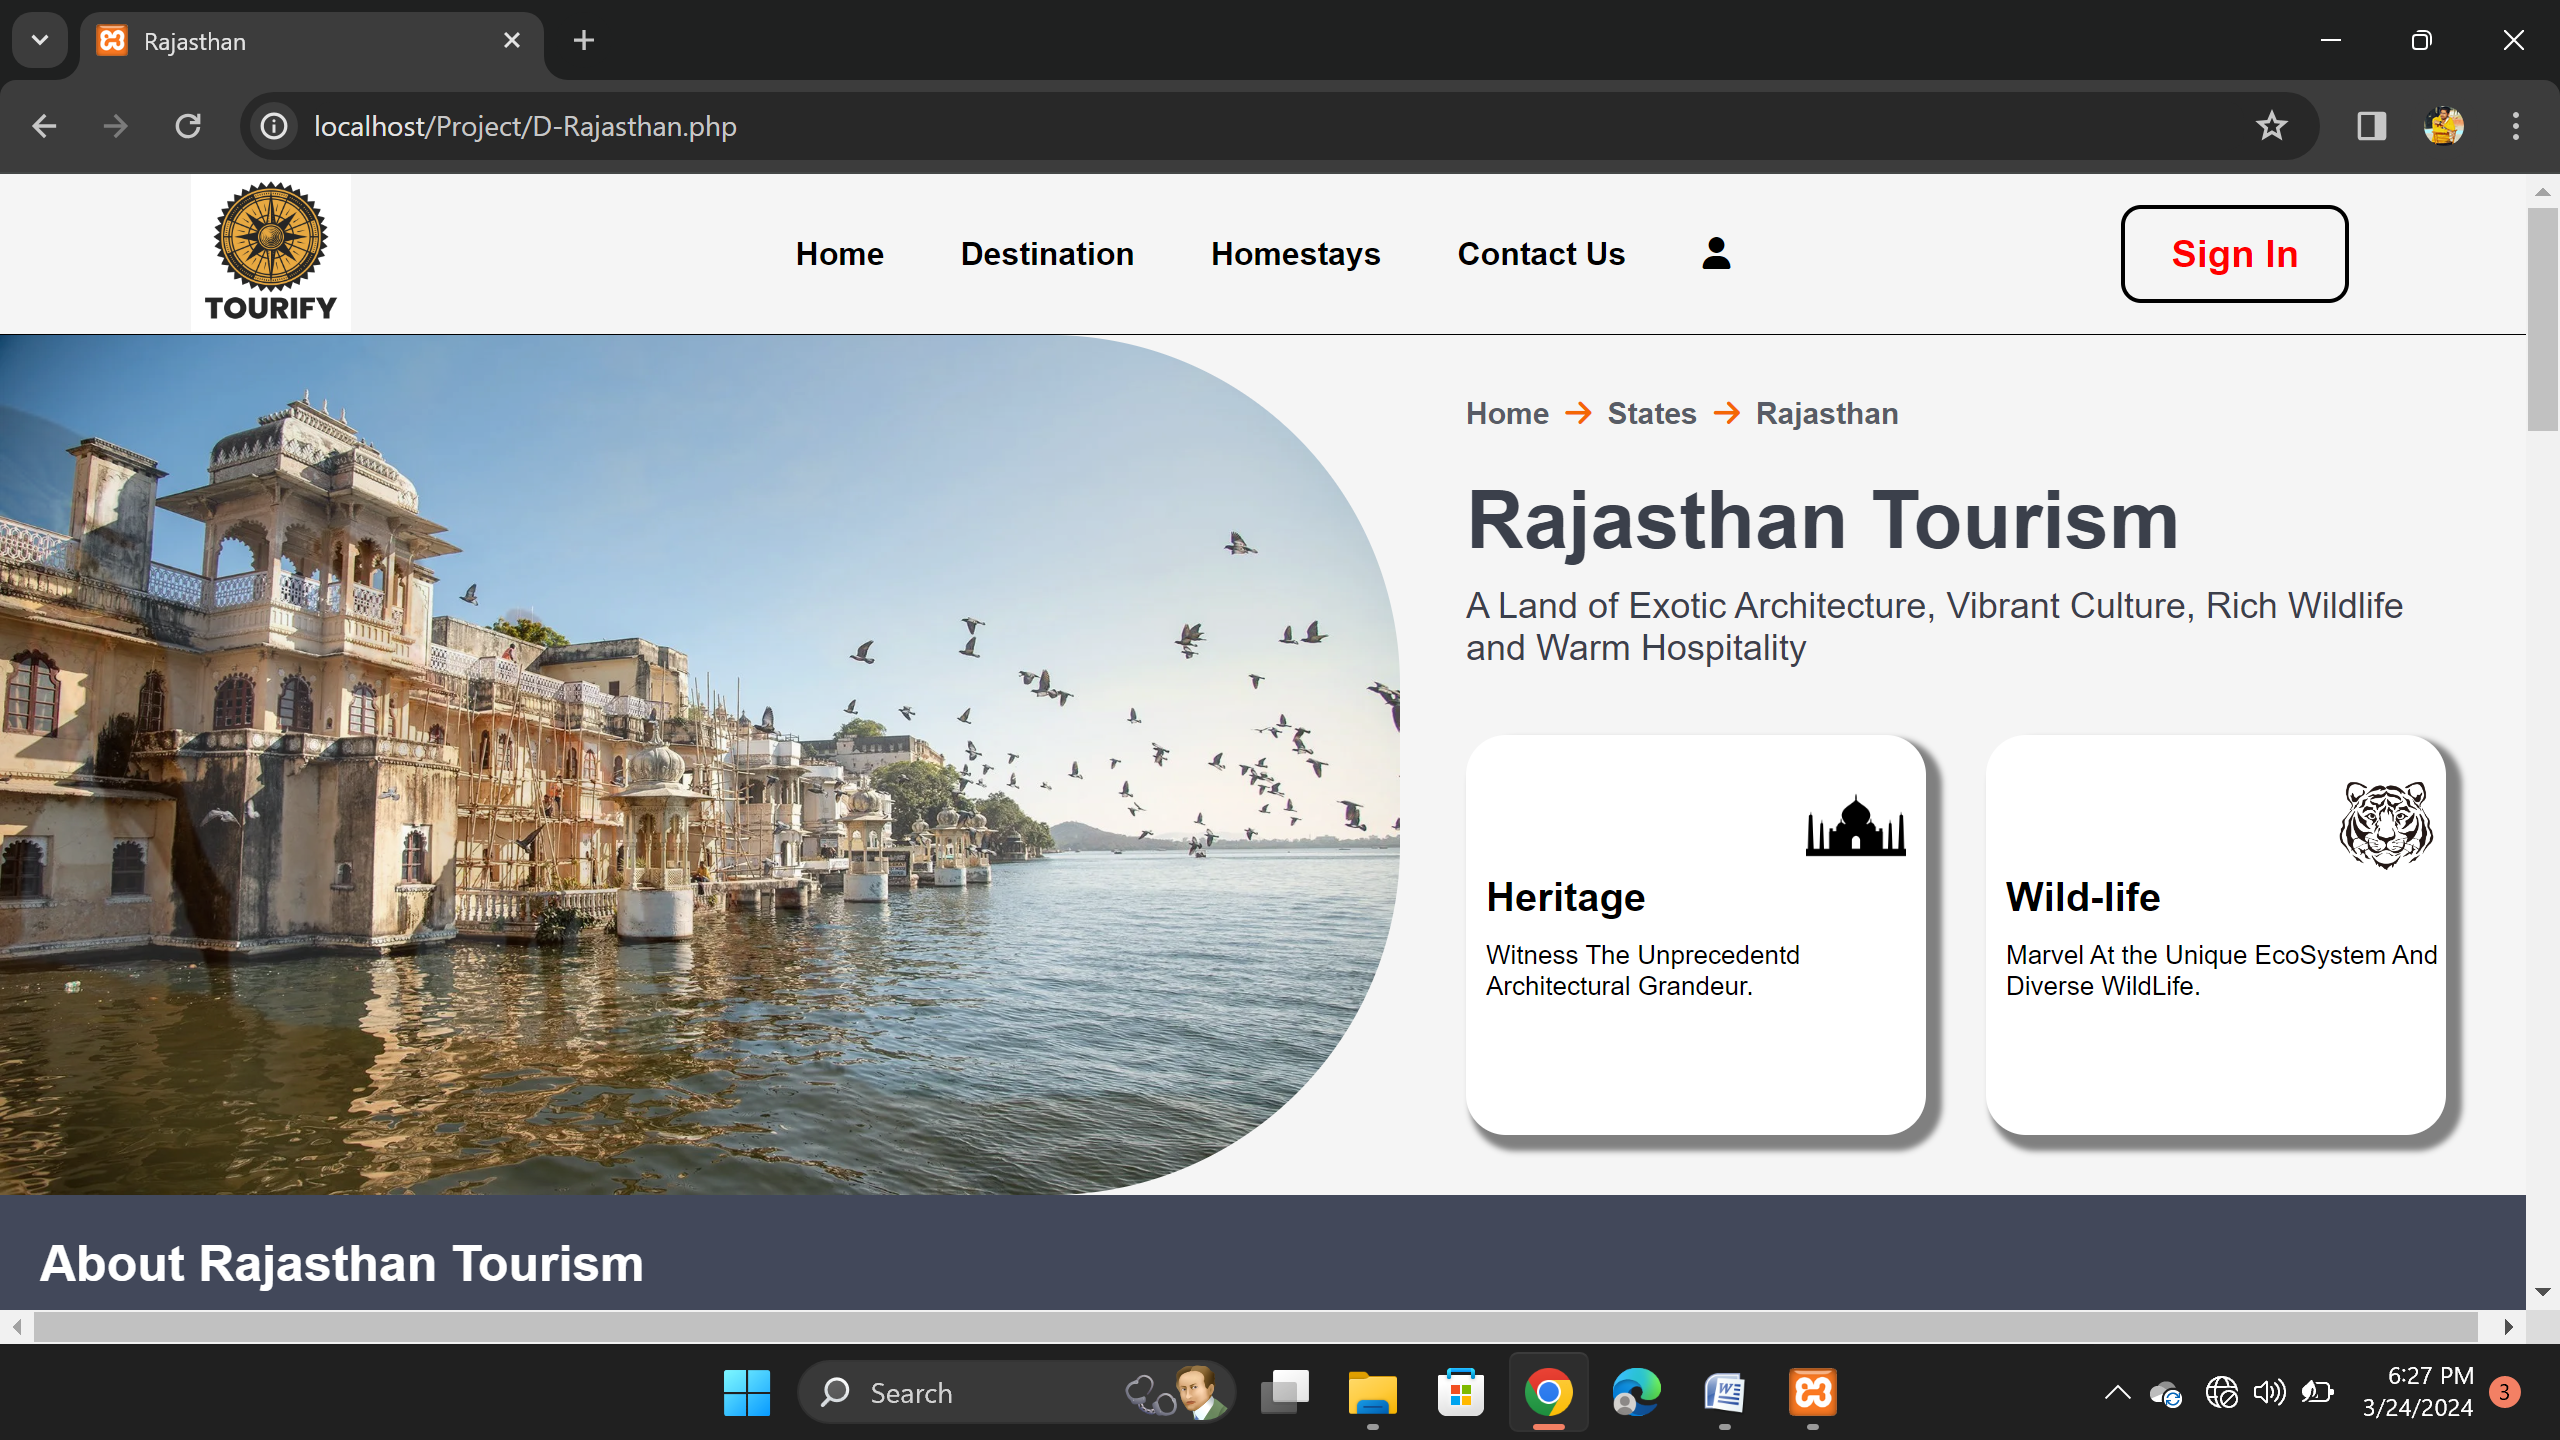 Rajasthan
localhost/Project/D-Rajasthan.php
TOURIFY
Home Destination Homestays Contact Us
Sign In
Home → States → Rajasthan
Rajasthan Tourism
A Land of Exotic Architecture, Vibrant Culture, Rich Wildlife
and Warm Hospitality
Heritage
Witness The Unprecedentd
Architectural Grandeur.
Wild-life
Marvel At the Unique EcoSystem And
Diverse WildLife.
About Rajasthan Tourism
Search
6:27 PM
3/24/2024
3